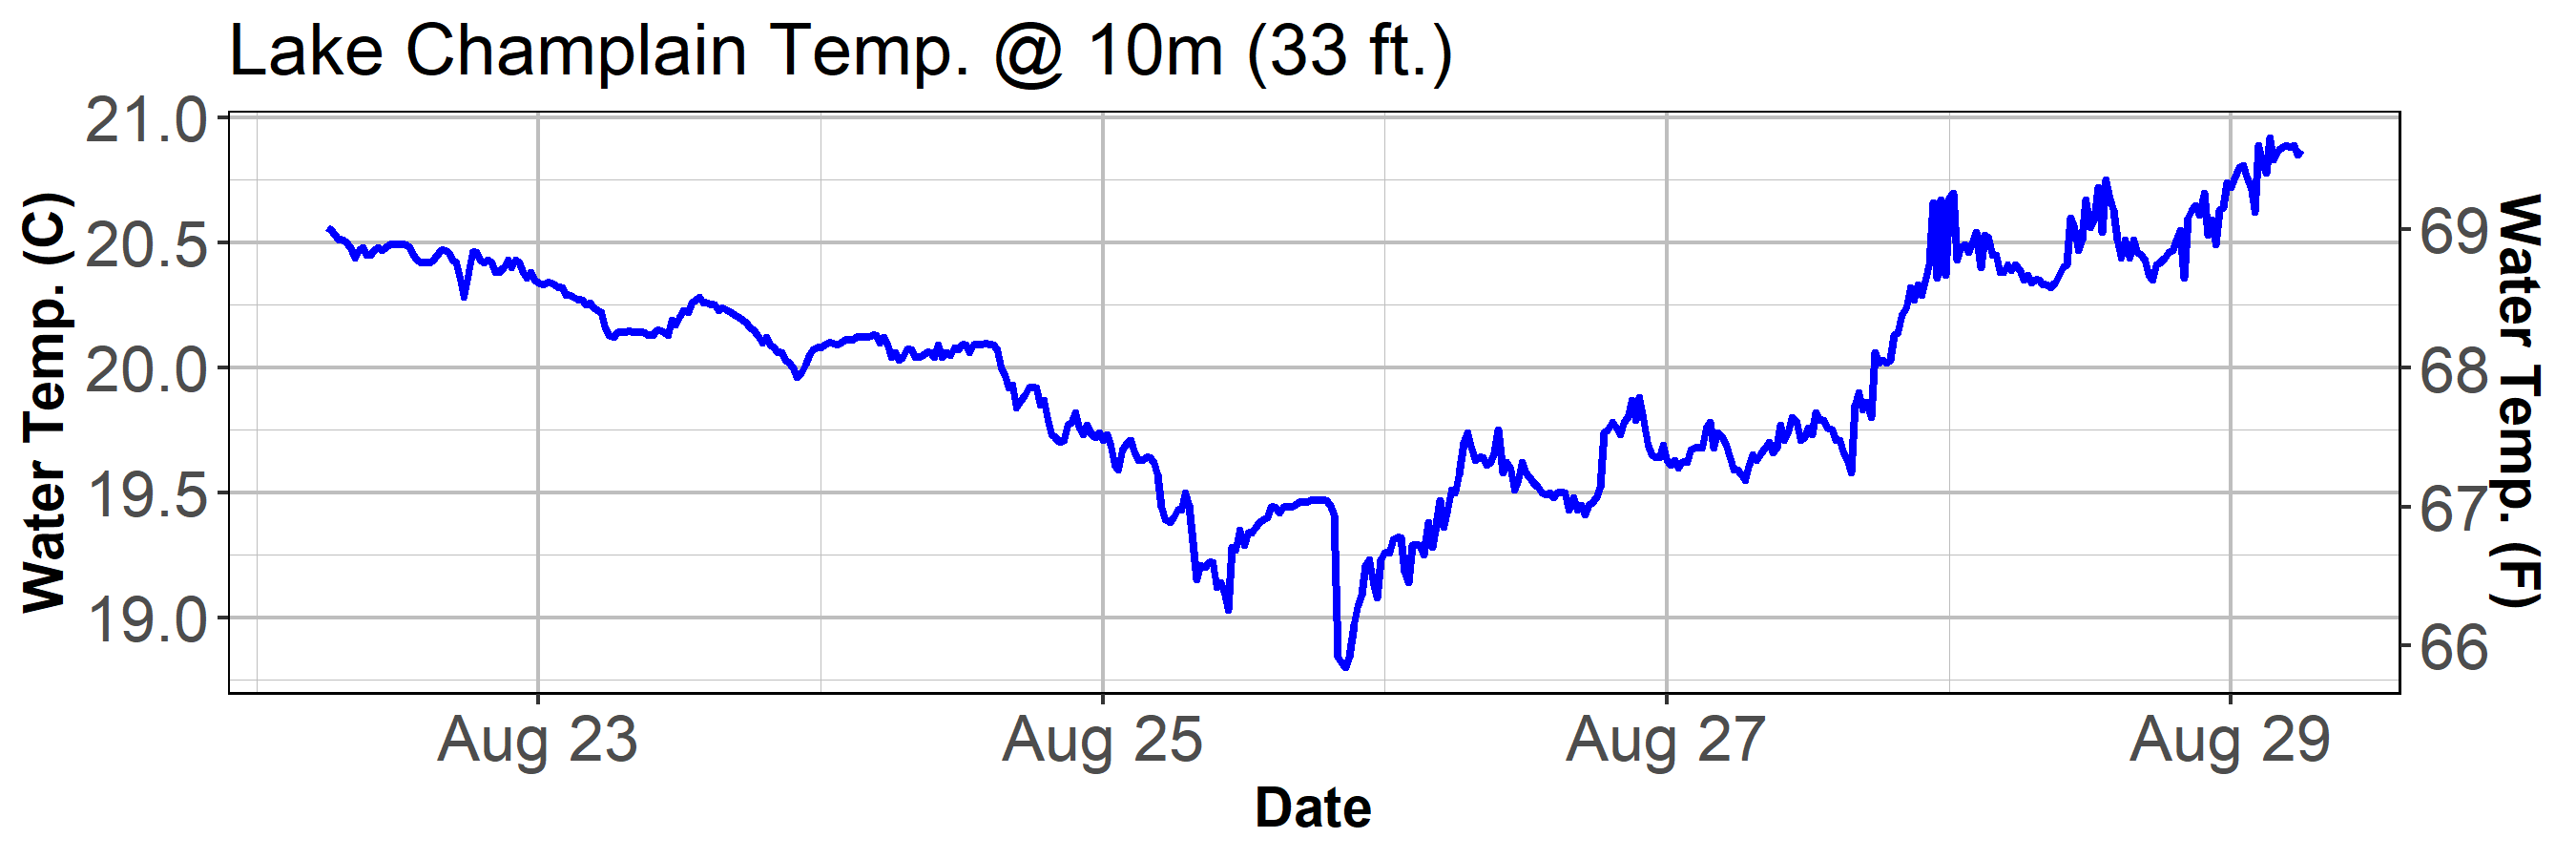 Lake Champlain Temp. @ 10m (33 ft.)
Water Temp. (C)
21.0
20.5
20.0
19.5
19.0
69
68
67
66
Water Temp. (F)
Aug 23
Aug 25
Aug 27
Aug 29
Date